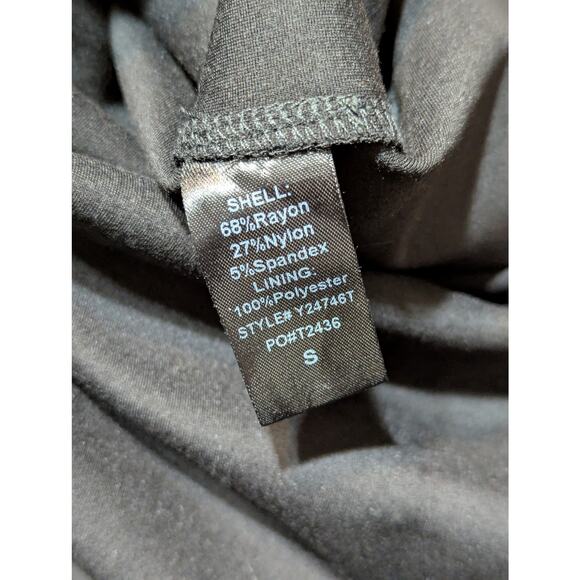 SHELL:
68%Rayon
27%Nylon
5%Spandex
LINING:
100%Polyester
STYLE# Y24746T
PO#T2436
S